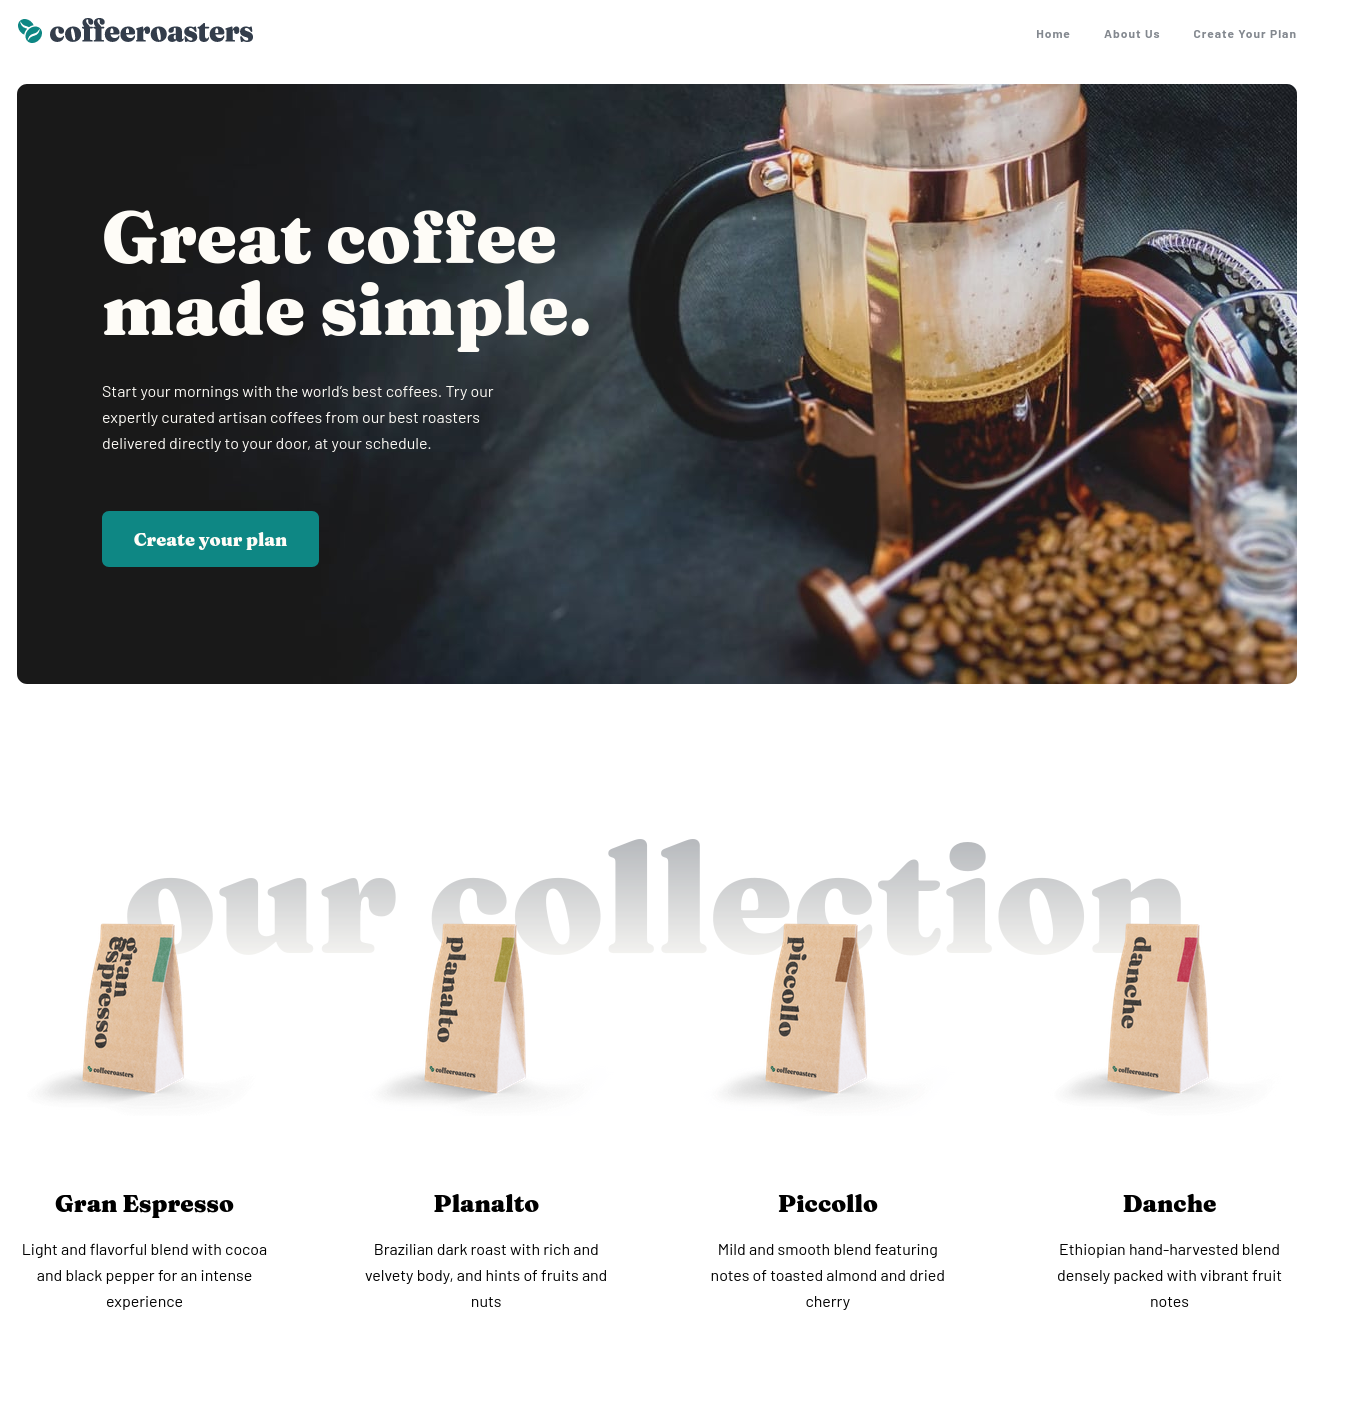 coffeeroasters
Home
About Us
Create Your Plan
Great coffee
made simple.
Start your mornings with the world’s best coffees. Try our
expertly curated artisan coffees from our best roasters
delivered directly to your door, at your schedule.
Create your plan
our collection
gran
espresso
coffeeroasters
planalto
coffeeroasters
piccollo
coffeeroasters
danche
coffeeroasters
Gran Espresso
Light and flavorful blend with cocoa
and black pepper for an intense
experience
Planalto
Brazilian dark roast with rich and
velvety body, and hints of fruits and
nuts
Piccollo
Mild and smooth blend featuring
notes of toasted almond and dried
cherry
Danche
Ethiopian hand-harvested blend
densely packed with vibrant fruit
notes